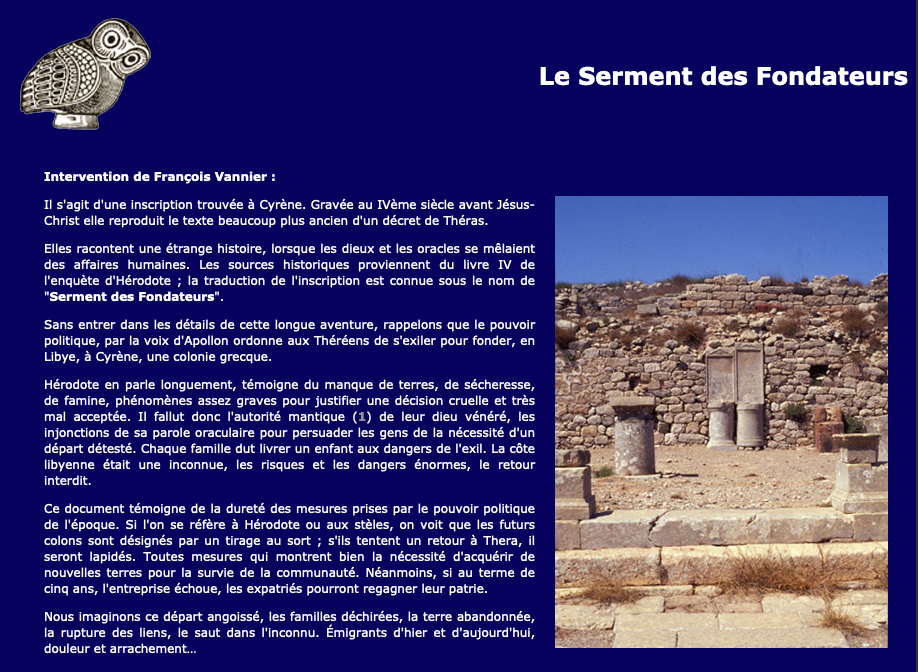 Le Serment des Fondateurs
Intervention de François Vannier :
Il s'agit d'une inscription trouvée à Cyrène. Gravée au IVème siècle avant Jésus-
Christ elle reproduit le texte beaucoup plus ancien d'un décret de Théras.
Elles racontent une étrange histoire, lorsque les dieux et les oracles se mêlaient
des affaires humaines. Les sources historiques proviennent du livre IV de
l'enquète d'Hérodote ; la traduction de l'inscription est connue sous le nom de
"Serment des Fondateurs".
Sans entrer dans les détails de cette longue aventure, rappelons que le pouvoir
politique, par la voix d'Apollon ordonne aux Théréens de s'exiler pour fonder, en
Libye, à Cyrène, une colonie grecque.
Hérodote en parle longuement, témoigne du manque de terres, de sécheresse,
de famine, phénomènes assez graves pour justifier une décision cruelle et très
mal acceptée. Il fallut donc l'autorité mantique (1) de leur dieu vénéré, les
injonctions de sa parole oraculaire pour persuader les gens de la nécessité d'un
départ détesté. Chaque famille dut livrer un enfant aux dangers de l'exil. La côte
libyenne était une inconnue, les risques et les dangers énormes, le retour
interdit.
Ce document témoigne de la dureté des mesures prises par le pouvoir politique
de l'époque. Si l'on se réfère à Hérodote ou aux stèles, on voit que les futurs
colons sont désignés par un tirage au sort ; s'ils tentent un retour à Thera, il
seront lapidés. Toutes mesures qui montrent bien la nécessité d'acquérir de
nouvelles terres pour la survie de la communauté. Néanmoins, si au terme de
cinq ans, l'entreprise échoue, les expatriés pourront regagner leur patrie.
Nous imaginons ce départ angoissé, les familles déchirées, la terre abandonnée,
la rupture des liens, le saut dans l'inconnu. Émigrants d'hier et d'aujourd'hui,
douleur et arrachement…